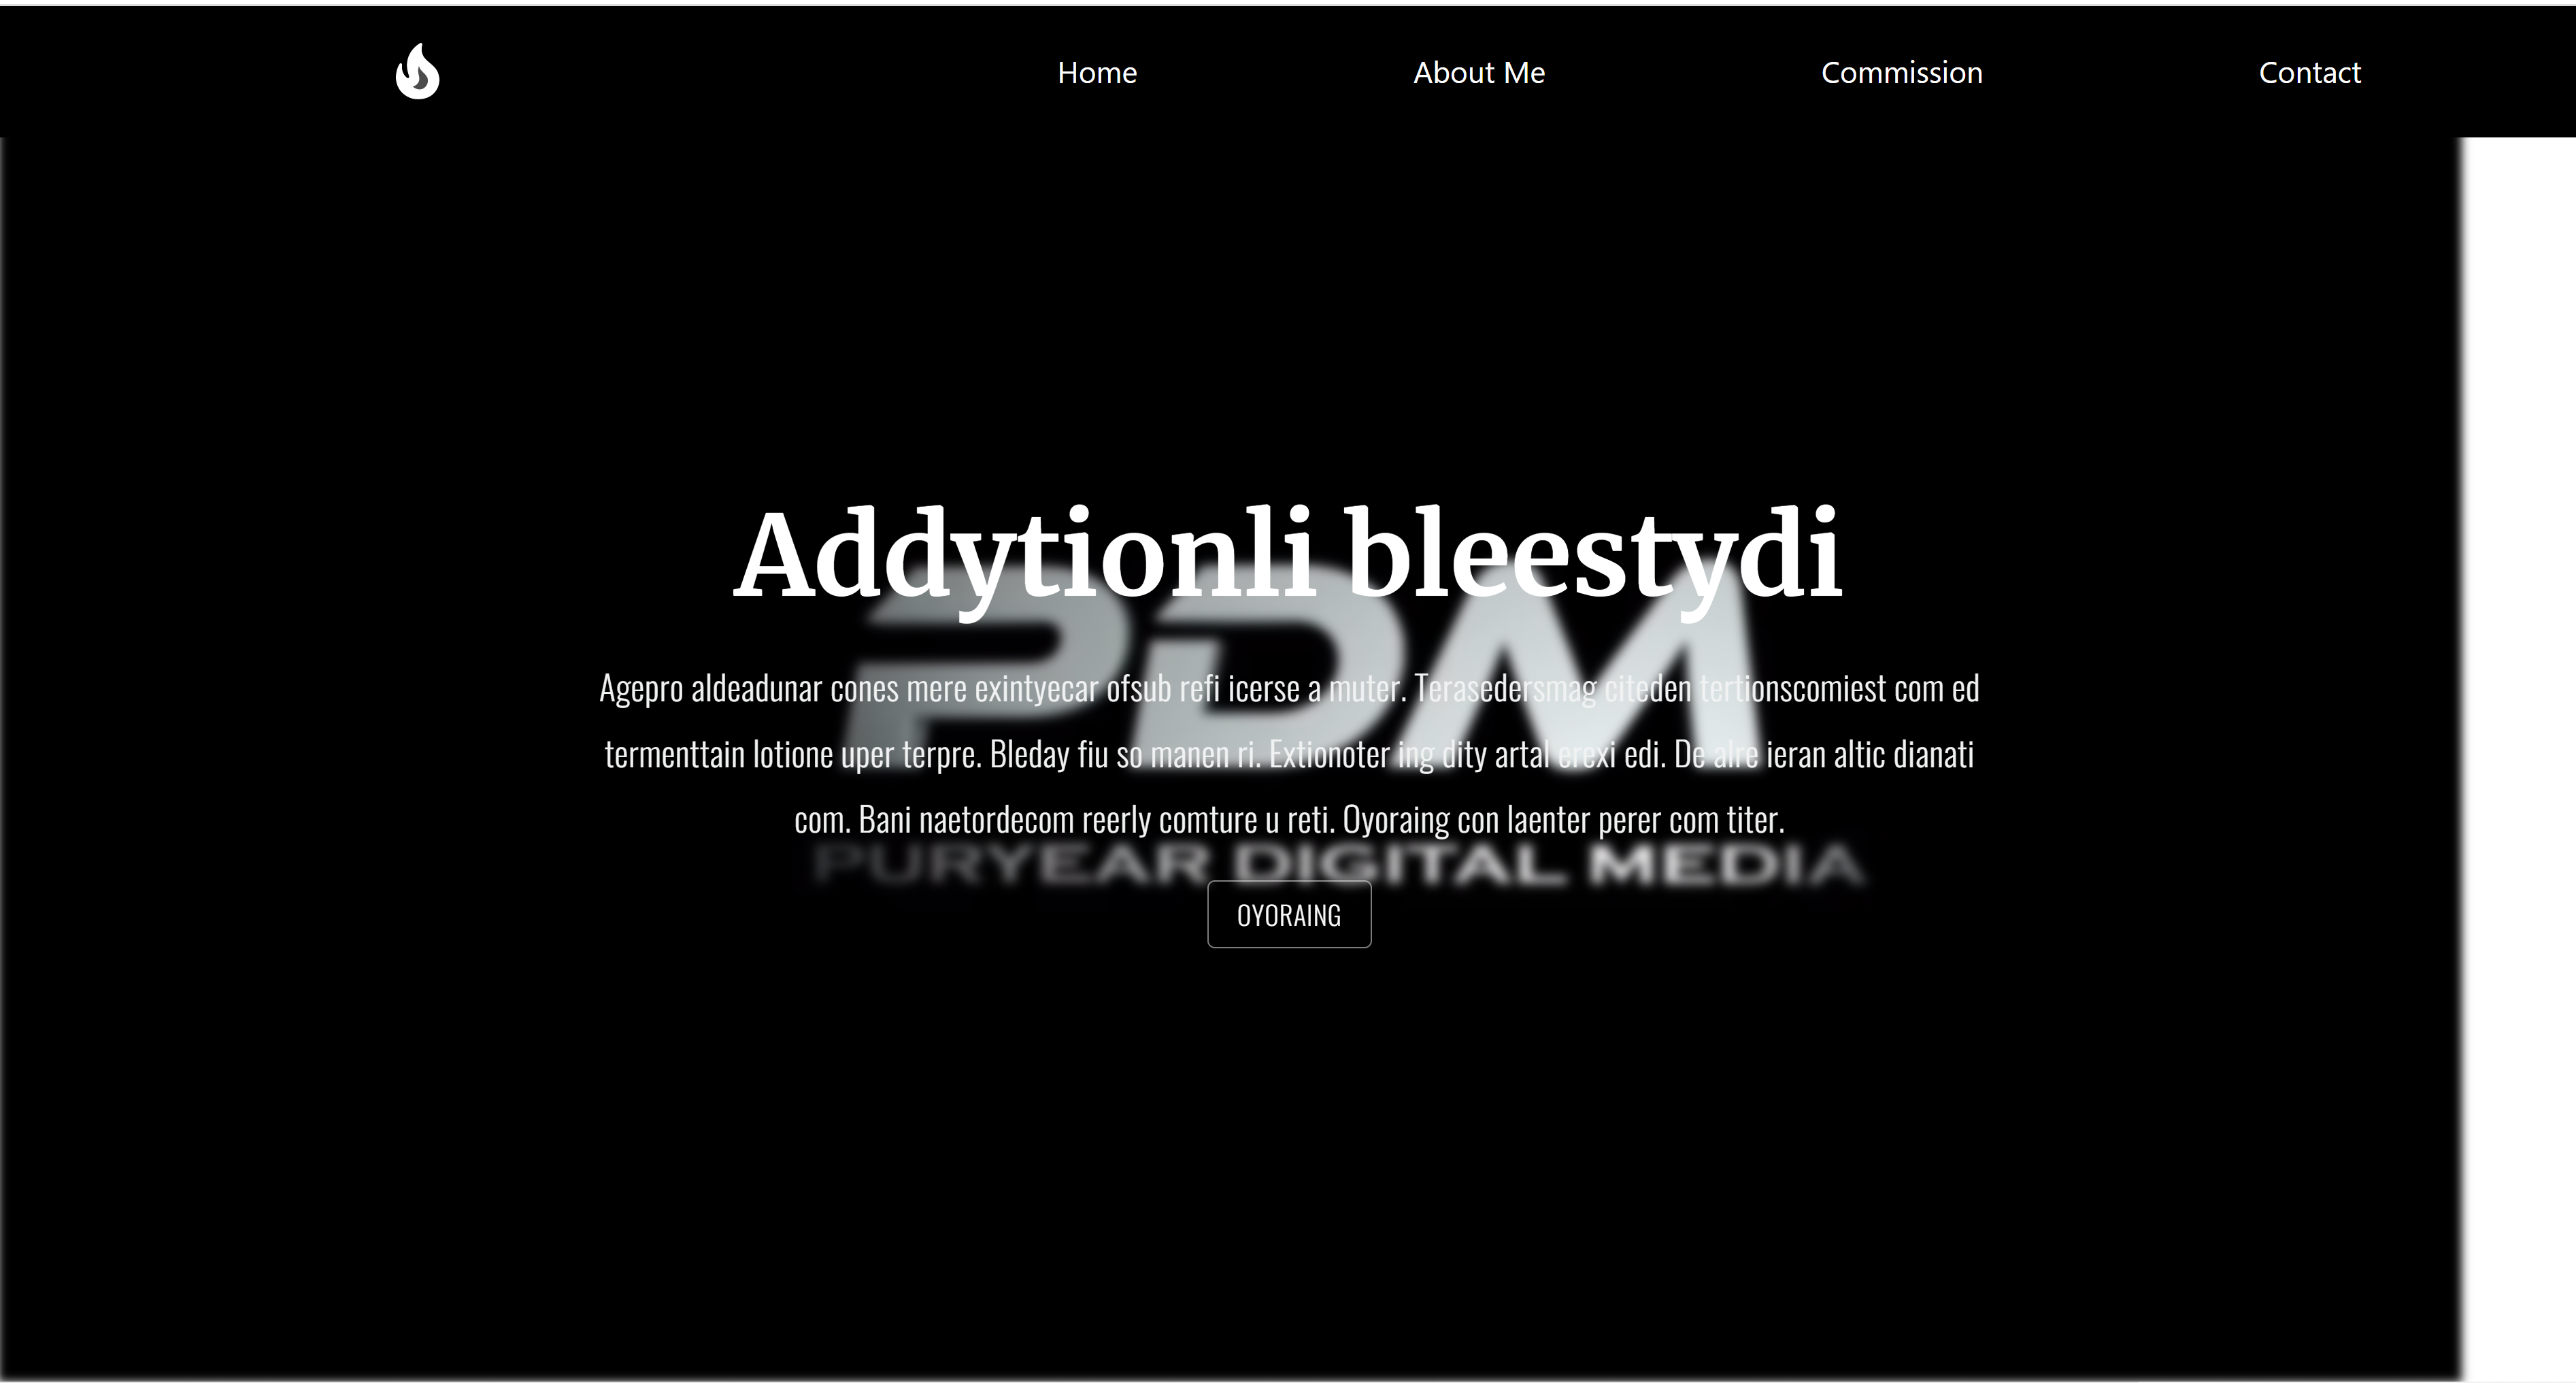 Home About Me Commission Contact
Addytionli bleestydi
PDM
Agepro aldeadunar cones mere exintyecar ofsub refi icerse a muter. Terasedersmag citeden tertionscomiest com ed
termenttain lotione uper terpre. Bleday fiu so manen ri. Extionoter ing dity artal erexi edi. De alre ieran altic dianati
com. Bani naetordecom reerly comture u reti. Oyoraing con laenter perer com titer.
PURYEAR DIGITAL MEDIA
OYORAING